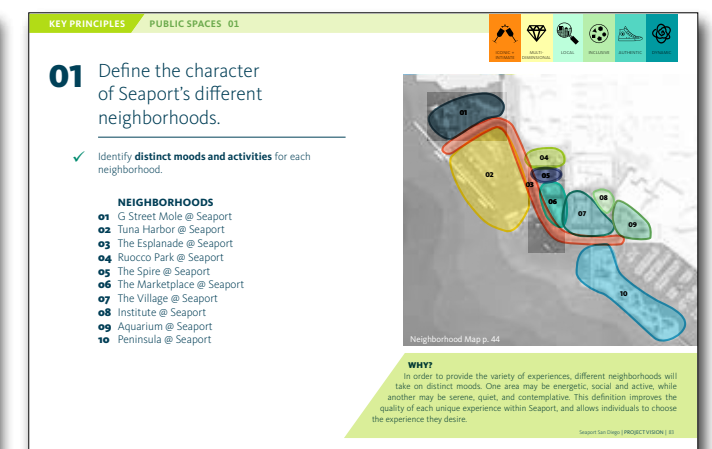 KEY PRINCIPLES PUBLIC SPACES 01
DINING + INTIMATE
MULTI-DIMENSIONAL
LOCAL
INCLUSIVE
AUTHENTIC
01 Define the character
of Seaport's different
neighborhoods.
✓ Identify distinct moods and activities for each
neighborhood.
NEIGHBORHOODS
01 G Street Mole @ Seaport
02 Tuna Harbor @ Seaport
03 The Esplanade @ Seaport
04 Ruocco Park @ Seaport
05 The Spire @ Seaport
06 The Marketplace @ Seaport
07 The Village @ Seaport
08 Institute @ Seaport
09 Aquarium @ Seaport
10 Peninsula @ Seaport
01
02
03
04
05
06
07
08
09
10
Neighborhood Map p. 44
WHY?
In order to provide the variety of experiences, different neighborhoods will
take on distinct moods. One area may be energetic, social and active, while
another may be serene, quiet, and contemplative. This definition improves the
quality of each unique experience within Seaport, and allows individuals to choose
the experience they desire.
Seaport San Diego | PROJECT VISION | 83